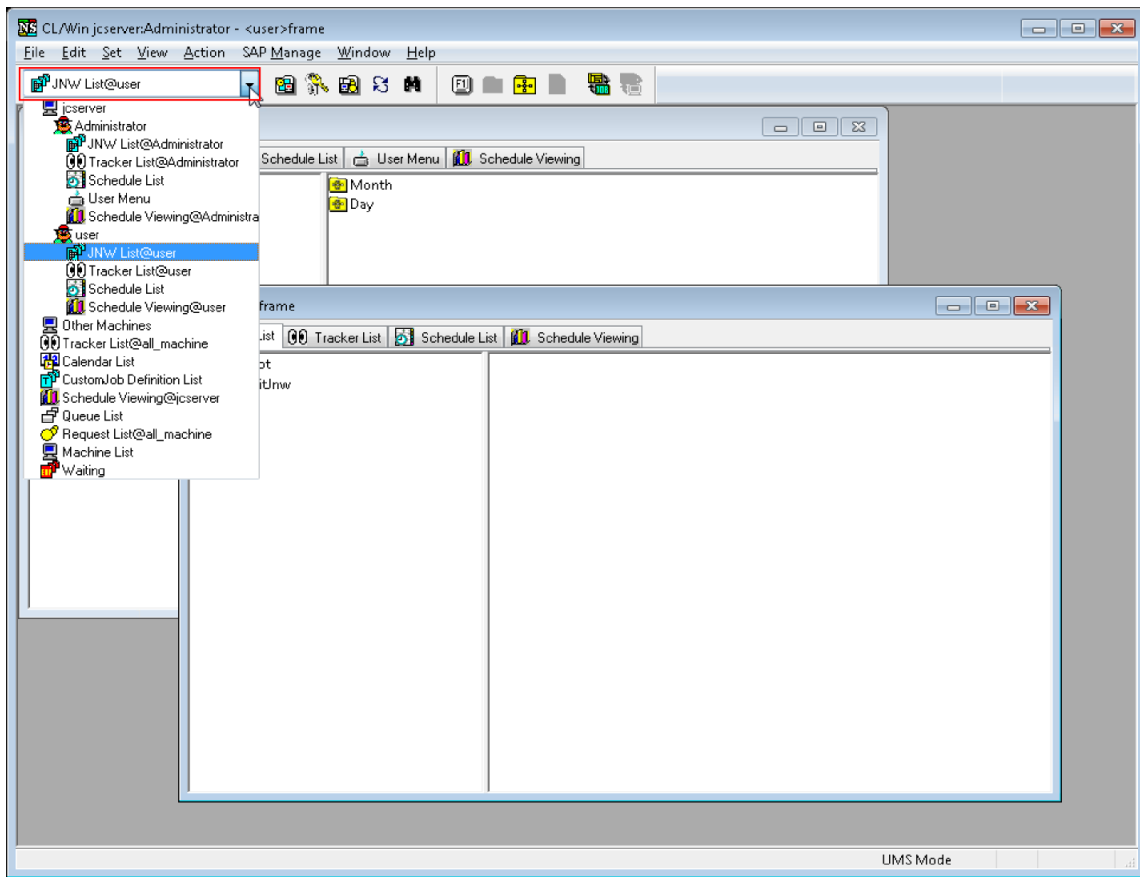 CL/Win jcserver:Administrator - <user>frame
File Edit Set View Action SAP Manage Window Help
JNW List@user
jcserver
Administrator
JNW List@Administrator
Tracker List@Administrator
Schedule List
User Menu
Schedule Viewing@Administra
user
JNW List@user
Tracker List@user
Schedule List
Schedule Viewing@user
Other Machines
Tracker List@all_machine
Calendar List
CustomJob Definition List
Schedule Viewing@jcserver
Queue List
Request List@all_machine
Machine List
Waiting
Schedule List User Menu Schedule Viewing
Month
Day
frame
List Tracker List Schedule List Schedule Viewing
ot
itJnw
UMS Mode